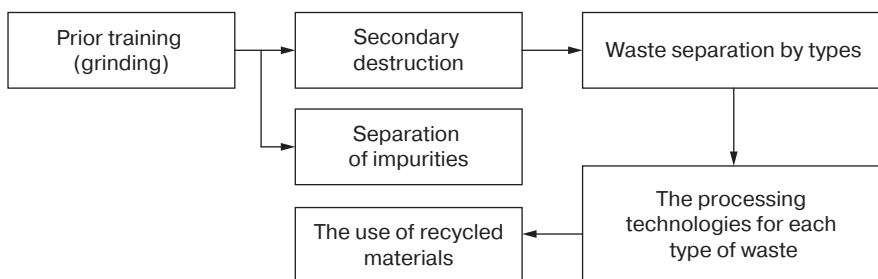 Prior training
(grinding)
Secondary
destruction
Waste separation by types
Separation
of impurities
The processing
technologies for each
type of waste
The use of recycled
materials